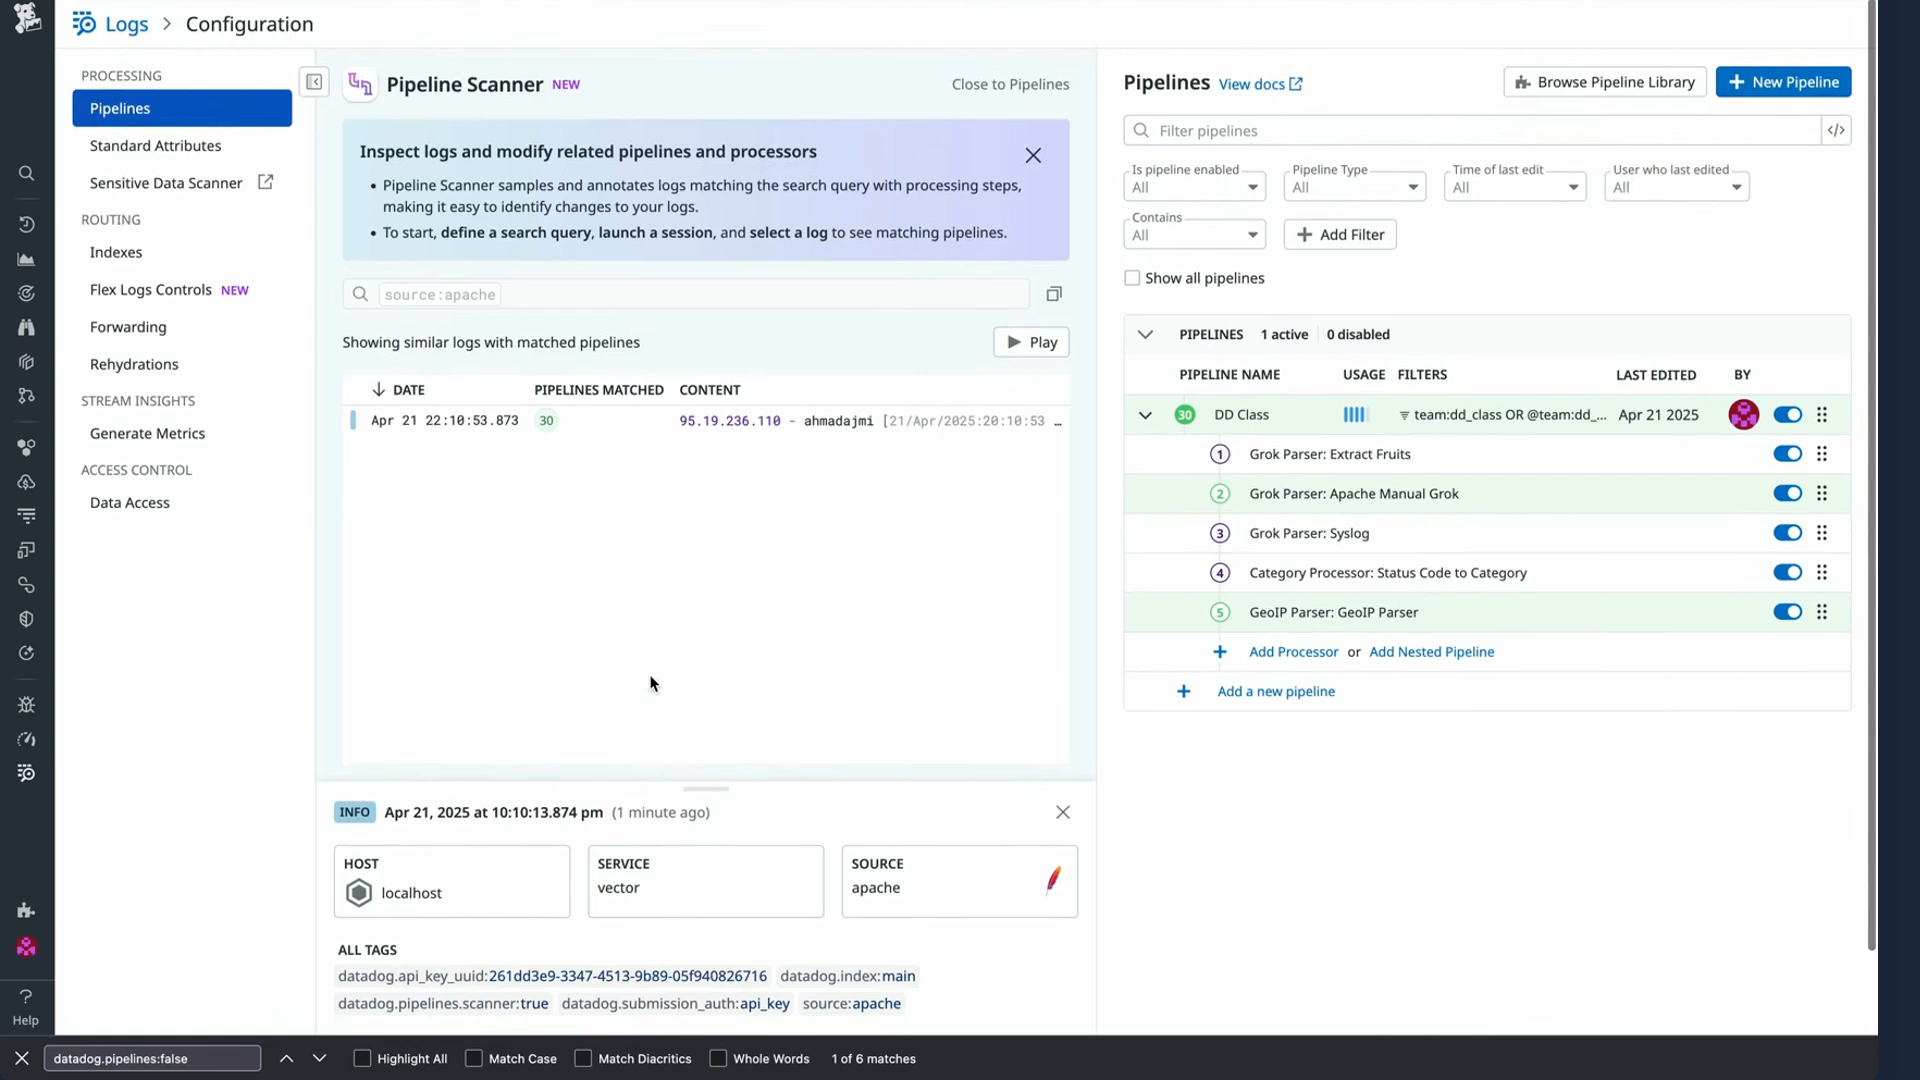 Logs > Configuration
PROCESSING
Pipelines
Standard Attributes
Sensitive Data Scanner
ROUTING
Indexes
Flex Logs Controls NEW
Forwarding
Rehydrations
STREAM INSIGHTS
Generate Metrics
ACCESS CONTROL
Data Access
Help
Pipeline Scanner NEW
Close to Pipelines
Inspect logs and modify related pipelines and processors
• Pipeline Scanner samples and annotates logs matching the search query with processing steps,
making it easy to identify changes to your logs.
• To start, define a search query, launch a session, and select a log to see matching pipelines.
source:apache
Showing similar logs with matched pipelines
Play
DATE PIPELINES MATCHED CONTENT
Apr 21 22:10:53.873 30 95.19.236.110 - ahmadajmi [21/Apr/2025:20:10:53 …
INFO Apr 21, 2025 at 10:10:13.874 pm (1 minute ago)
HOST
localhost
SERVICE
vector
SOURCE
apache
ALL TAGS
datadog.api_key_uuid:261dd3e9-3347-4513-9b89-05f940826716 datadog.index:main
datadog.pipelines.scanner:true datadog.submission_auth:api_key source:apache
Pipelines View docs
Browse Pipeline Library
New Pipeline
Filter pipelines
</>
Is pipeline enabled
All
Pipeline Type
All
Time of last edit
All
User who last edited
All
Contains
All
Add Filter
Show all pipelines
PIPELINES 1 active 0 disabled
PIPELINE NAME USAGE FILTERS LAST EDITED BY
30 DD Class team:dd_class OR @team:dd_... Apr 21 2025
1 Grok Parser: Extract Fruits
2 Grok Parser: Apache Manual Grok
3 Grok Parser: Syslog
4 Category Processor: Status Code to Category
5 GeoIP Parser: GeoIP Parser
+ Add Processor or Add Nested Pipeline
+ Add a new pipeline
datadog.pipelines:false
Highlight All Match Case Match Diacritics Whole Words 1 of 6 matches